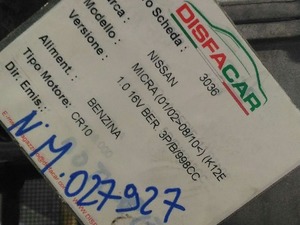 DISFACAR
o Scheda : 3036
arca : NISSAN
Modello : MICRA (01/02>08/10<) (K12E
Versione : 1.0 16V BER. 3P/B/998CC
Aliment. : BENZINA
Tipo Motore: CR10
Dir. Emis.:
N.M. 027927